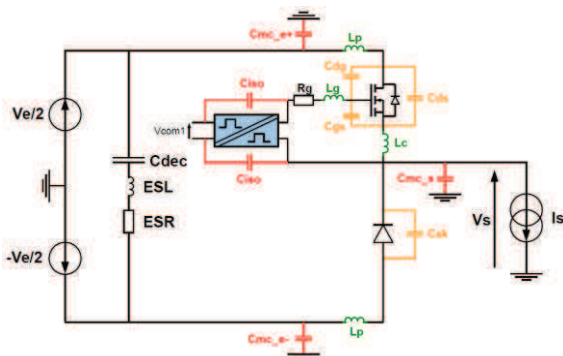 Cmc_e+
Lp
Ciso
Rg
Lg
Cdg
Cgs
Cds
Ve/2
Vcom1
Cdec
Ciso
Lc
Cmc_s
ESL
ESR
Vs
Is
-Ve/2
Cak
Lp
Cmc_e-